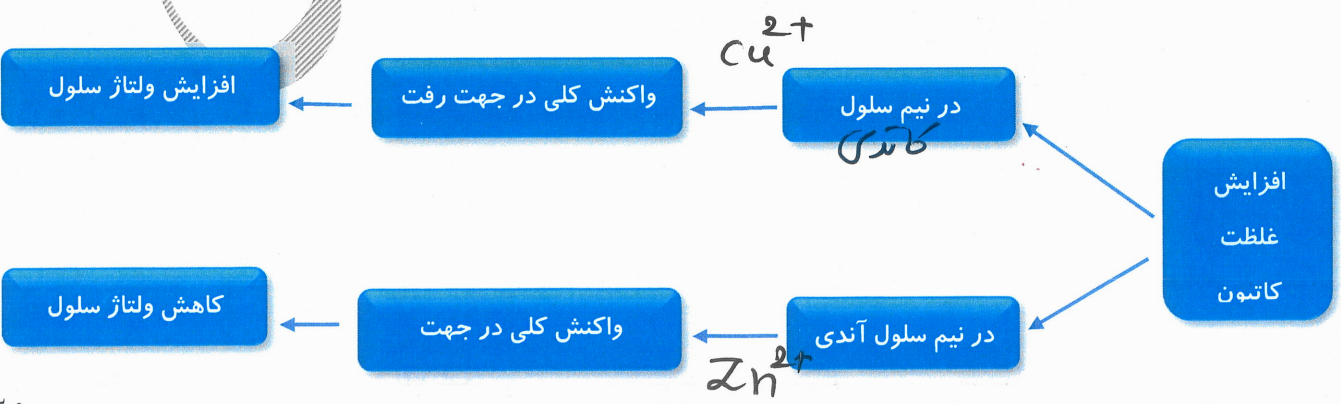 افزایش
غلظت
کاتیون
در نیم سلول
کاتدی
Cu²⁺
واکنش کلی در جهت رفت
افزایش ولتاژ سلول
در نیم سلول آندی
Zn²⁺
واکنش کلی در جهت
کاهش ولتاژ سلول